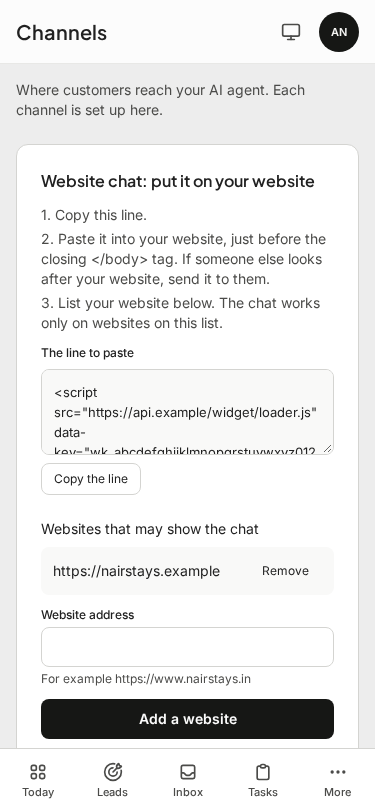 Channels
AN
Where customers reach your AI agent. Each
channel is set up here.
Website chat: put it on your website
1. Copy this line.
2. Paste it into your website, just before the
closing </body> tag. If someone else looks
after your website, send it to them.
3. List your website below. The chat works
only on websites on this list.
The line to paste
<script
src="https://api.example/widget/loader.js"
data-
key="wk_abcdefghijklmnopqrstuvwxyz012
Copy the line
Websites that may show the chat
https://nairstays.example
Remove
Website address
For example https://www.nairstays.in
Add a website
Today
Leads
Inbox
Tasks
More